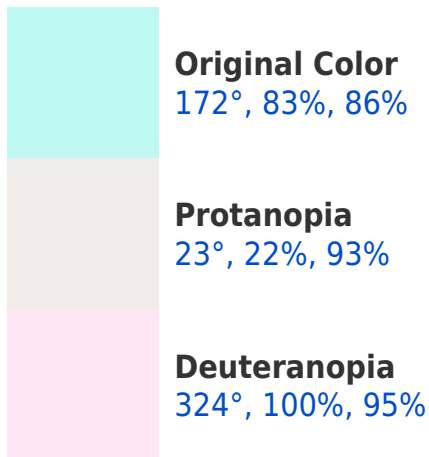 Original Color
172°, 83%, 86%
Protanopia
23°, 22%, 93%
Deuteranopia
324°, 100%, 95%